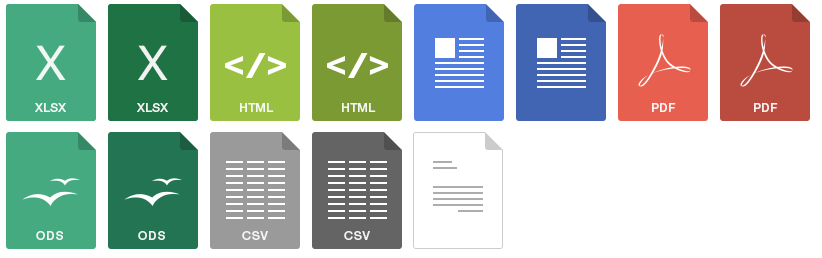 X
XLSX
X
XLSX
</>
HTML
</>
HTML
PDF
PDF
ODS
ODS
CSV
CSV